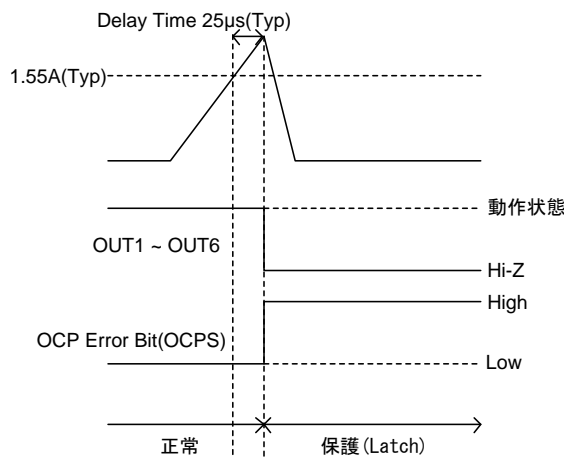 Delay Time 25μs(Typ)
1.55A(Typ)
動作状態
OUT1 ~ OUT6
Hi-Z
High
OCP Error Bit(OCPS)
Low
正常
保護(Latch)